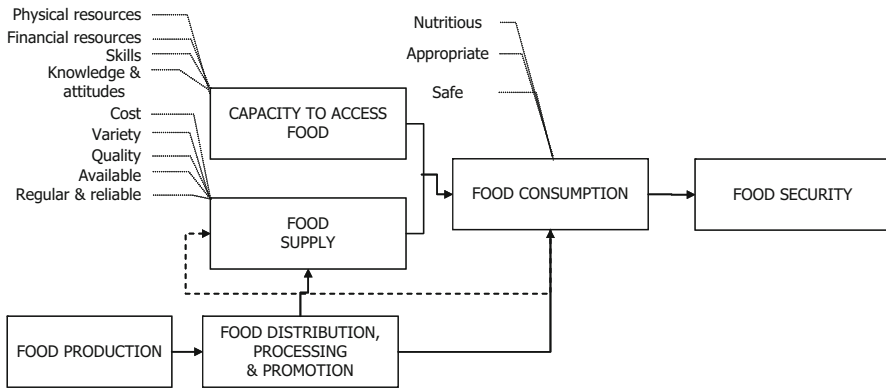 Physical resources
Financial resources
Skills
Knowledge &
attitudes
Cost
Variety
Quality
Available
Regular & reliable
Nutritious
Appropriate
Safe
CAPACITY TO ACCESS
FOOD
FOOD
SUPPLY
FOOD CONSUMPTION
FOOD SECURITY
FOOD PRODUCTION
FOOD DISTRIBUTION,
PROCESSING
& PROMOTION